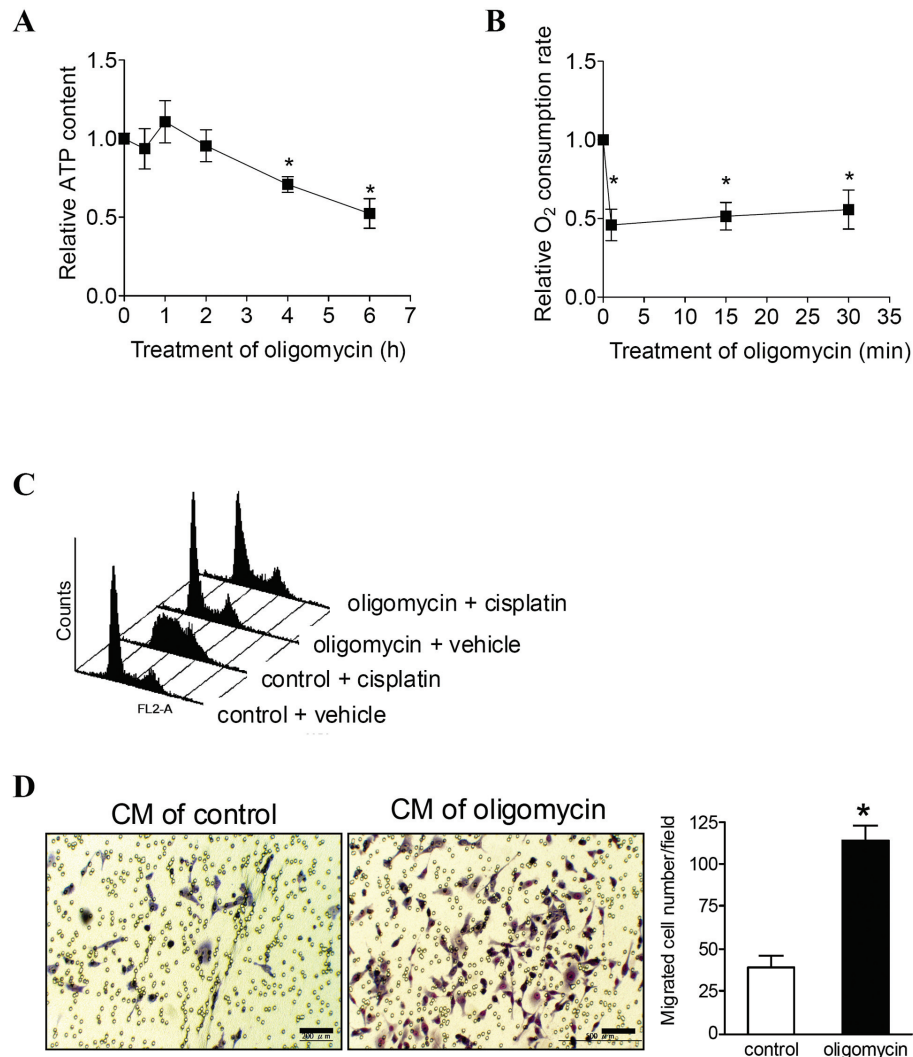 A
1.5
1.0
0.5
0.0
Relative ATP content
*
*
0 1 2 3 4 5 6 7
Treatment of oligomycin (h)
B
1.5
1.0
0.5
0.0
Relative O2 consumption rate
*
*
*
0 5 10 15 20 25 30 35
Treatment of oligomycin (min)
C
Counts
FL2-A
oligomycin + cisplatin
oligomycin + vehicle
control + cisplatin
control + vehicle
D
CM of control
CM of oligomycin
200 μm
Migrated cell number/field
125
100
75
50
25
0
*
control
oligomycin